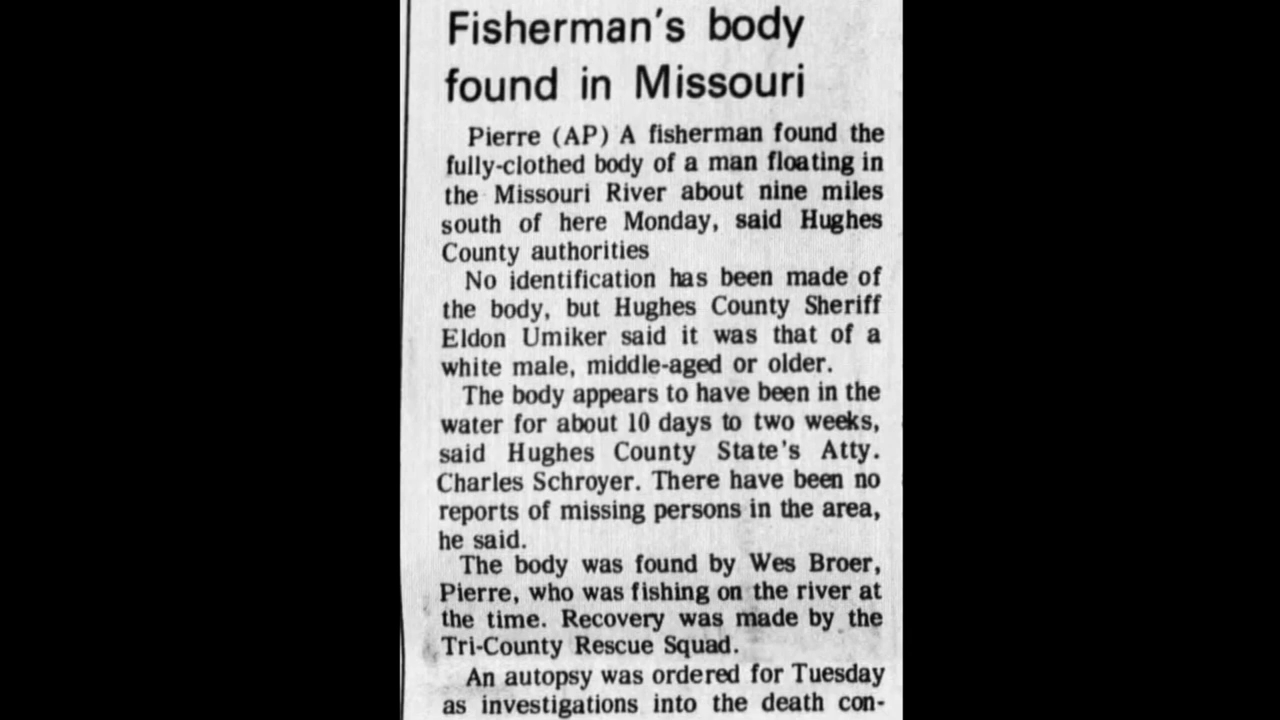 Fisherman's body
found in Missouri
Pierre (AP) A fisherman found the
fully-clothed body of a man floating in
the Missouri River about nine miles
south of here Monday, said Hughes
County authorities
No identification has been made of
the body, but Hughes County Sheriff
Eldon Umiker said it was that of a
white male, middle-aged or older.
The body appears to have been in the
water for about 10 days to two weeks,
said Hughes County State's Atty.
Charles Schroyer. There have been no
reports of missing persons in the area,
he said.
The body was found by Wes Broer,
Pierre, who was fishing on the river at
the time. Recovery was made by the
Tri-County Rescue Squad.
An autopsy was ordered for Tuesday
as investigations into the death con-